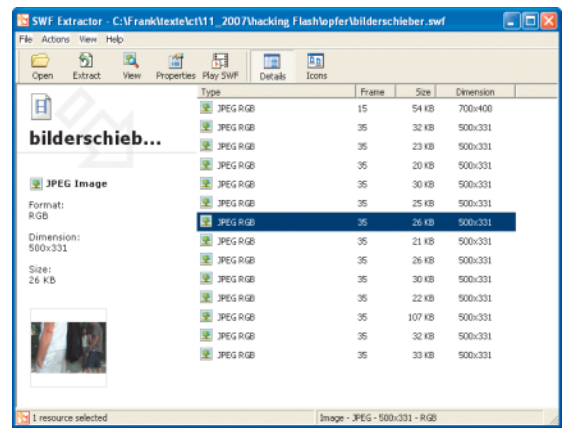 SWF Extractor - C:\Frank\texte\ct\11_2007\hacking Flash\opfer\bilderschieber.swf
File Actions View Help
Open Extract View Properties Play SWF Details Icons
Type Frame Size Dimension
JPEG RGB 15 54 KB 700x400
JPEG RGB 35 32 KB 500x331
JPEG RGB 35 23 KB 500x331
JPEG RGB 35 20 KB 500x331
JPEG RGB 35 30 KB 500x331
JPEG RGB 35 25 KB 500x331
JPEG RGB 35 26 KB 500x331
JPEG RGB 35 21 KB 500x331
JPEG RGB 35 26 KB 500x331
JPEG RGB 35 30 KB 500x331
JPEG RGB 35 22 KB 500x331
JPEG RGB 35 107 KB 500x331
JPEG RGB 35 32 KB 500x331
JPEG RGB 35 33 KB 500x331
bilderschieb...
JPEG Image
Format:
RGB
Dimension:
500x331
Size:
26 KB
1 resource selected
Image - JPEG - 500x331 - RGB